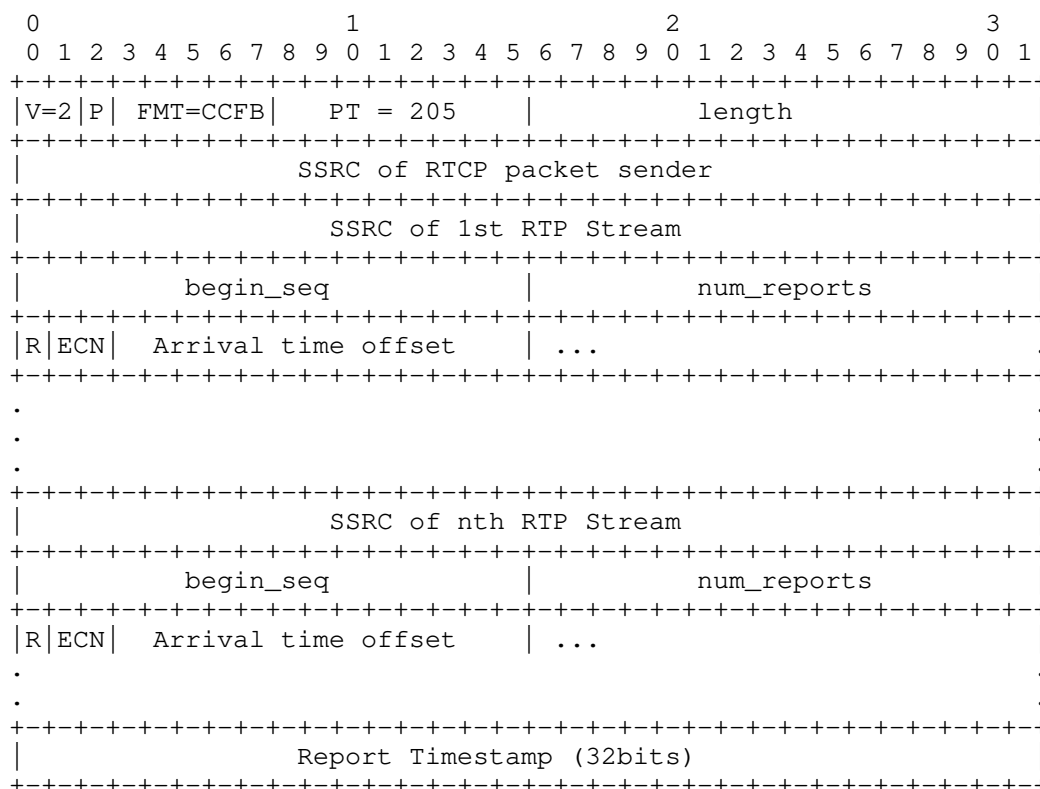 0                   1                   2                   3
 0 1 2 3 4 5 6 7 8 9 0 1 2 3 4 5 6 7 8 9 0 1 2 3 4 5 6 7 8 9 0 1
+-+-+-+-+-+-+-+-+-+-+-+-+-+-+-+-+-+-+-+-+-+-+-+-+-+-+-+-+-+-+-+--
|V=2|P| FMT=CCFB|   PT = 205    |          length
+-+-+-+-+-+-+-+-+-+-+-+-+-+-+-+-+-+-+-+-+-+-+-+-+-+-+-+-+-+-+-+--
|                 SSRC of RTCP packet sender
+-+-+-+-+-+-+-+-+-+-+-+-+-+-+-+-+-+-+-+-+-+-+-+-+-+-+-+-+-+-+-+--
|                   SSRC of 1st RTP Stream
+-+-+-+-+-+-+-+-+-+-+-+-+-+-+-+-+-+-+-+-+-+-+-+-+-+-+-+-+-+-+-+--
|          begin_seq            |          num_reports
+-+-+-+-+-+-+-+-+-+-+-+-+-+-+-+-+-+-+-+-+-+-+-+-+-+-+-+-+-+-+-+--
|R|ECN|  Arrival time offset    | ...                           .
+-+-+-+-+-+-+-+-+-+-+-+-+-+-+-+-+-+-+-+-+-+-+-+-+-+-+-+-+-+-+-+--
.                                                               .
.                                                               .
.                                                               .
+-+-+-+-+-+-+-+-+-+-+-+-+-+-+-+-+-+-+-+-+-+-+-+-+-+-+-+-+-+-+-+--
|                   SSRC of nth RTP Stream
+-+-+-+-+-+-+-+-+-+-+-+-+-+-+-+-+-+-+-+-+-+-+-+-+-+-+-+-+-+-+-+--
|          begin_seq            |          num_reports
+-+-+-+-+-+-+-+-+-+-+-+-+-+-+-+-+-+-+-+-+-+-+-+-+-+-+-+-+-+-+-+--
|R|ECN|  Arrival time offset    | ...
.                                                               .
.                                                               .
+-+-+-+-+-+-+-+-+-+-+-+-+-+-+-+-+-+-+-+-+-+-+-+-+-+-+-+-+-+-+-+--
|                 Report Timestamp (32bits)
+-+-+-+-+-+-+-+-+-+-+-+-+-+-+-+-+-+-+-+-+-+-+-+-+-+-+-+-+-+-+-+--